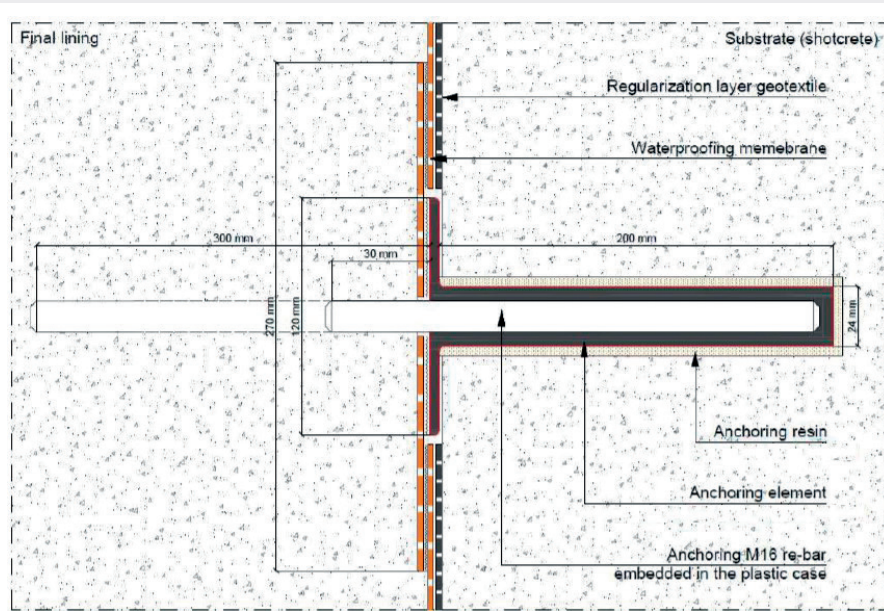 Final lining
Substrate (shotcrete)
Regularization layer geotextile
Waterproofing memebrane
300 mm
200 mm
30 mm
270 mm
120 mm
24 mm
Anchoring resin
Anchoring element
Anchoring M16 re-bar
embedded in the plastic case